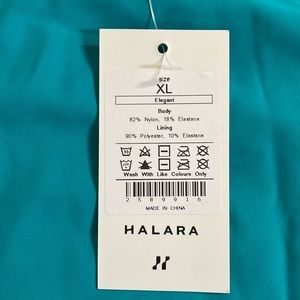 size
XL
Elegant
Body
82% Nylon, 18% Elastane
Lining
90% Polyester, 10% Elastane
Wash With Like Colours Only
2589916
MADE IN CHINA
HALARA